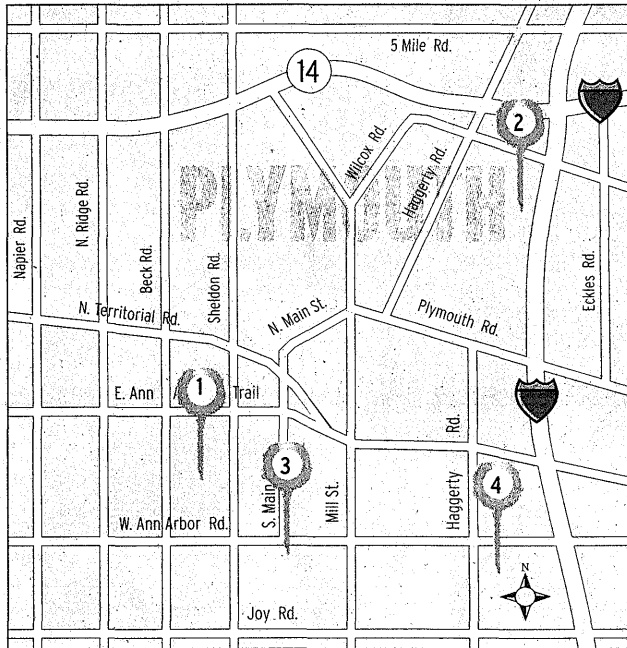 5 Mile Rd.
14
2
Wilcox Rd.
Haggerty Rd.
PLYMOUTH
Napier Rd.
N. Ridge Rd.
Beck Rd.
Sheldon Rd.
Eckles Rd.
N. Territorial Rd.
N. Main St.
Plymouth Rd.
1
E. Ann A Trail
Haggerty Rd.
3
4
S. Main
Mill St.
W. Ann Arbor Rd.
N
Joy Rd.